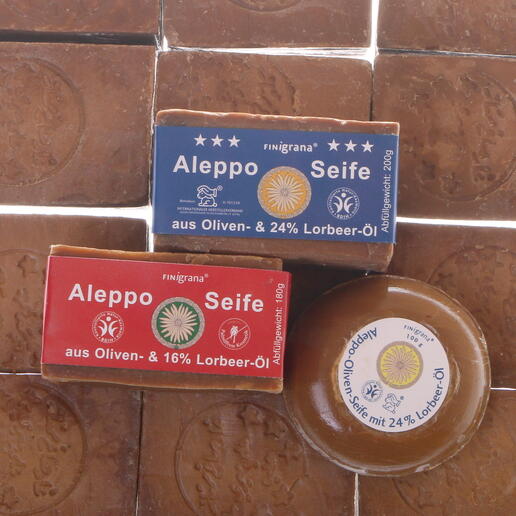 FINigrana®
Aleppo Seife
aus Oliven- & 24% Lorbeer-Öl
Abfüllgewicht: 200g
FINigrana®
Aleppo Seife
aus Oliven- & 16% Lorbeer-Öl
Abfüllgewicht: 180g
BDIH
FINigrana®
100 g
Aleppo-Oliven-Seife mit 24% Lorbeer-Öl